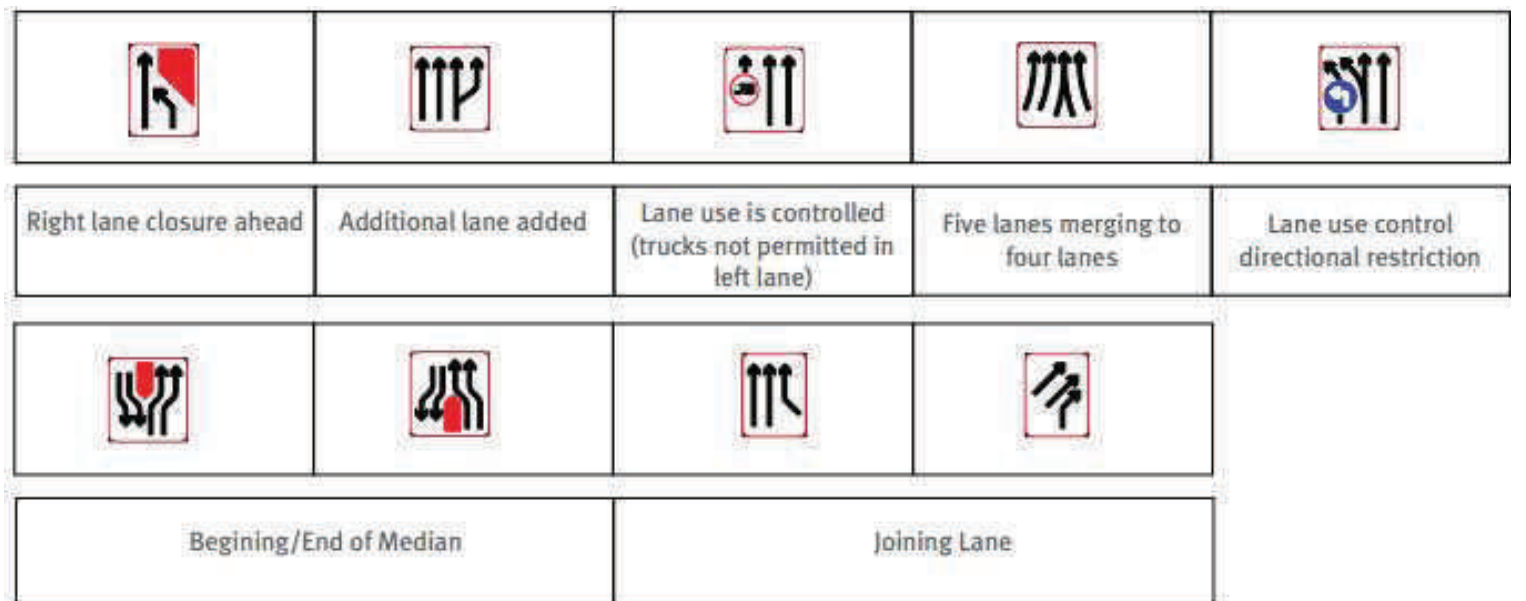 Right lane closure ahead
Additional lane added
Lane use is controlled
(trucks not permitted in
left lane)
Five lanes merging to
four lanes
Lane use control
directional restriction
Begining/End of Median
Joining Lane